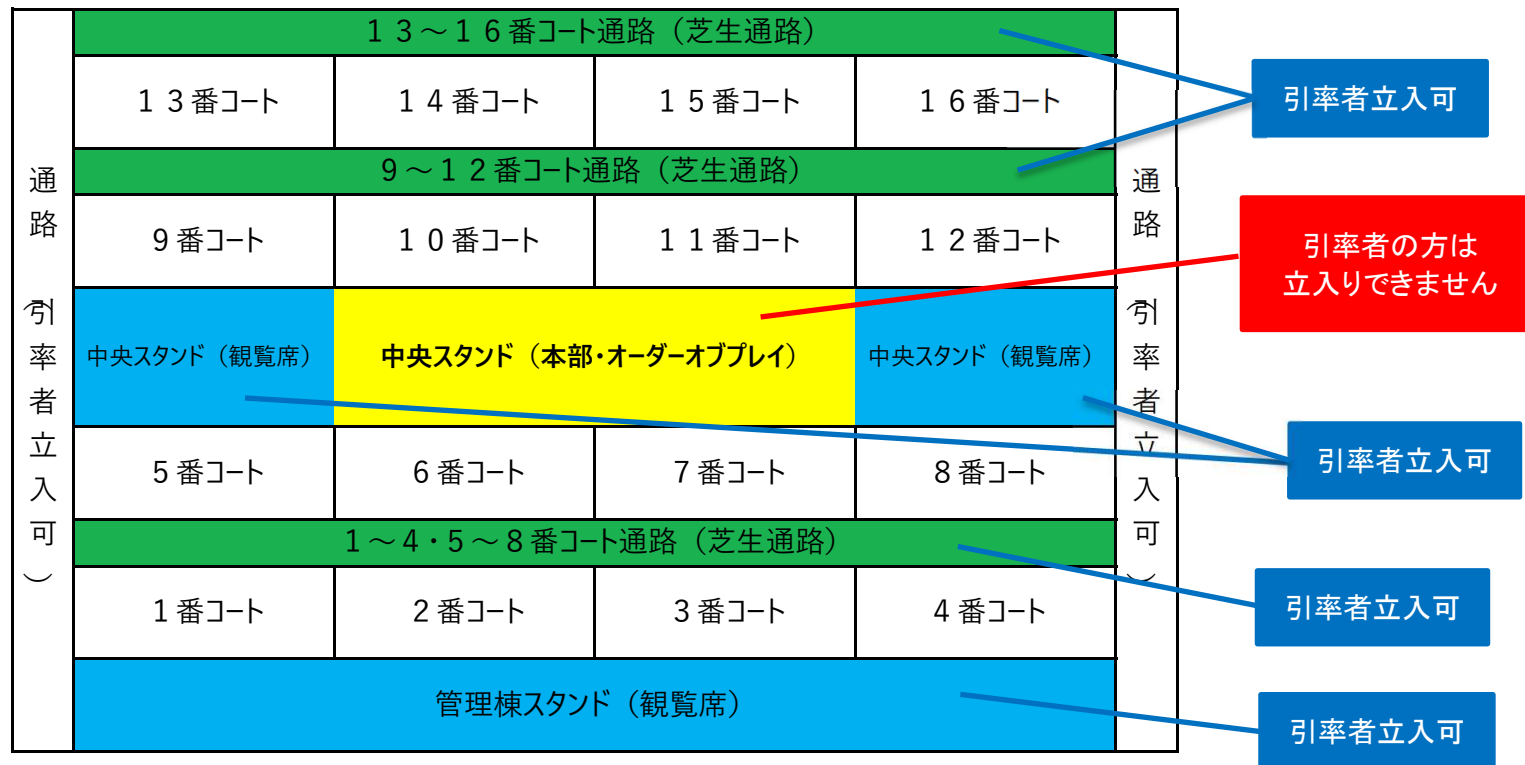 １３～１６番コート通路（芝生通路）
１３番コート
１４番コート
１５番コート
１６番コート
引率者立入可
９～１２番コート通路（芝生通路）
通路（引率者立入可）
通路（引率者立入可）
９番コート
１０番コート
１１番コート
１２番コート
引率者の方は
立入りできません
中央スタンド（観覧席）
中央スタンド（本部・オーダーオブプレイ）
中央スタンド（観覧席）
５番コート
６番コート
７番コート
８番コート
引率者立入可
１～４・５～８番コート通路（芝生通路）
１番コート
２番コート
３番コート
４番コート
引率者立入可
管理棟スタンド（観覧席）
引率者立入可